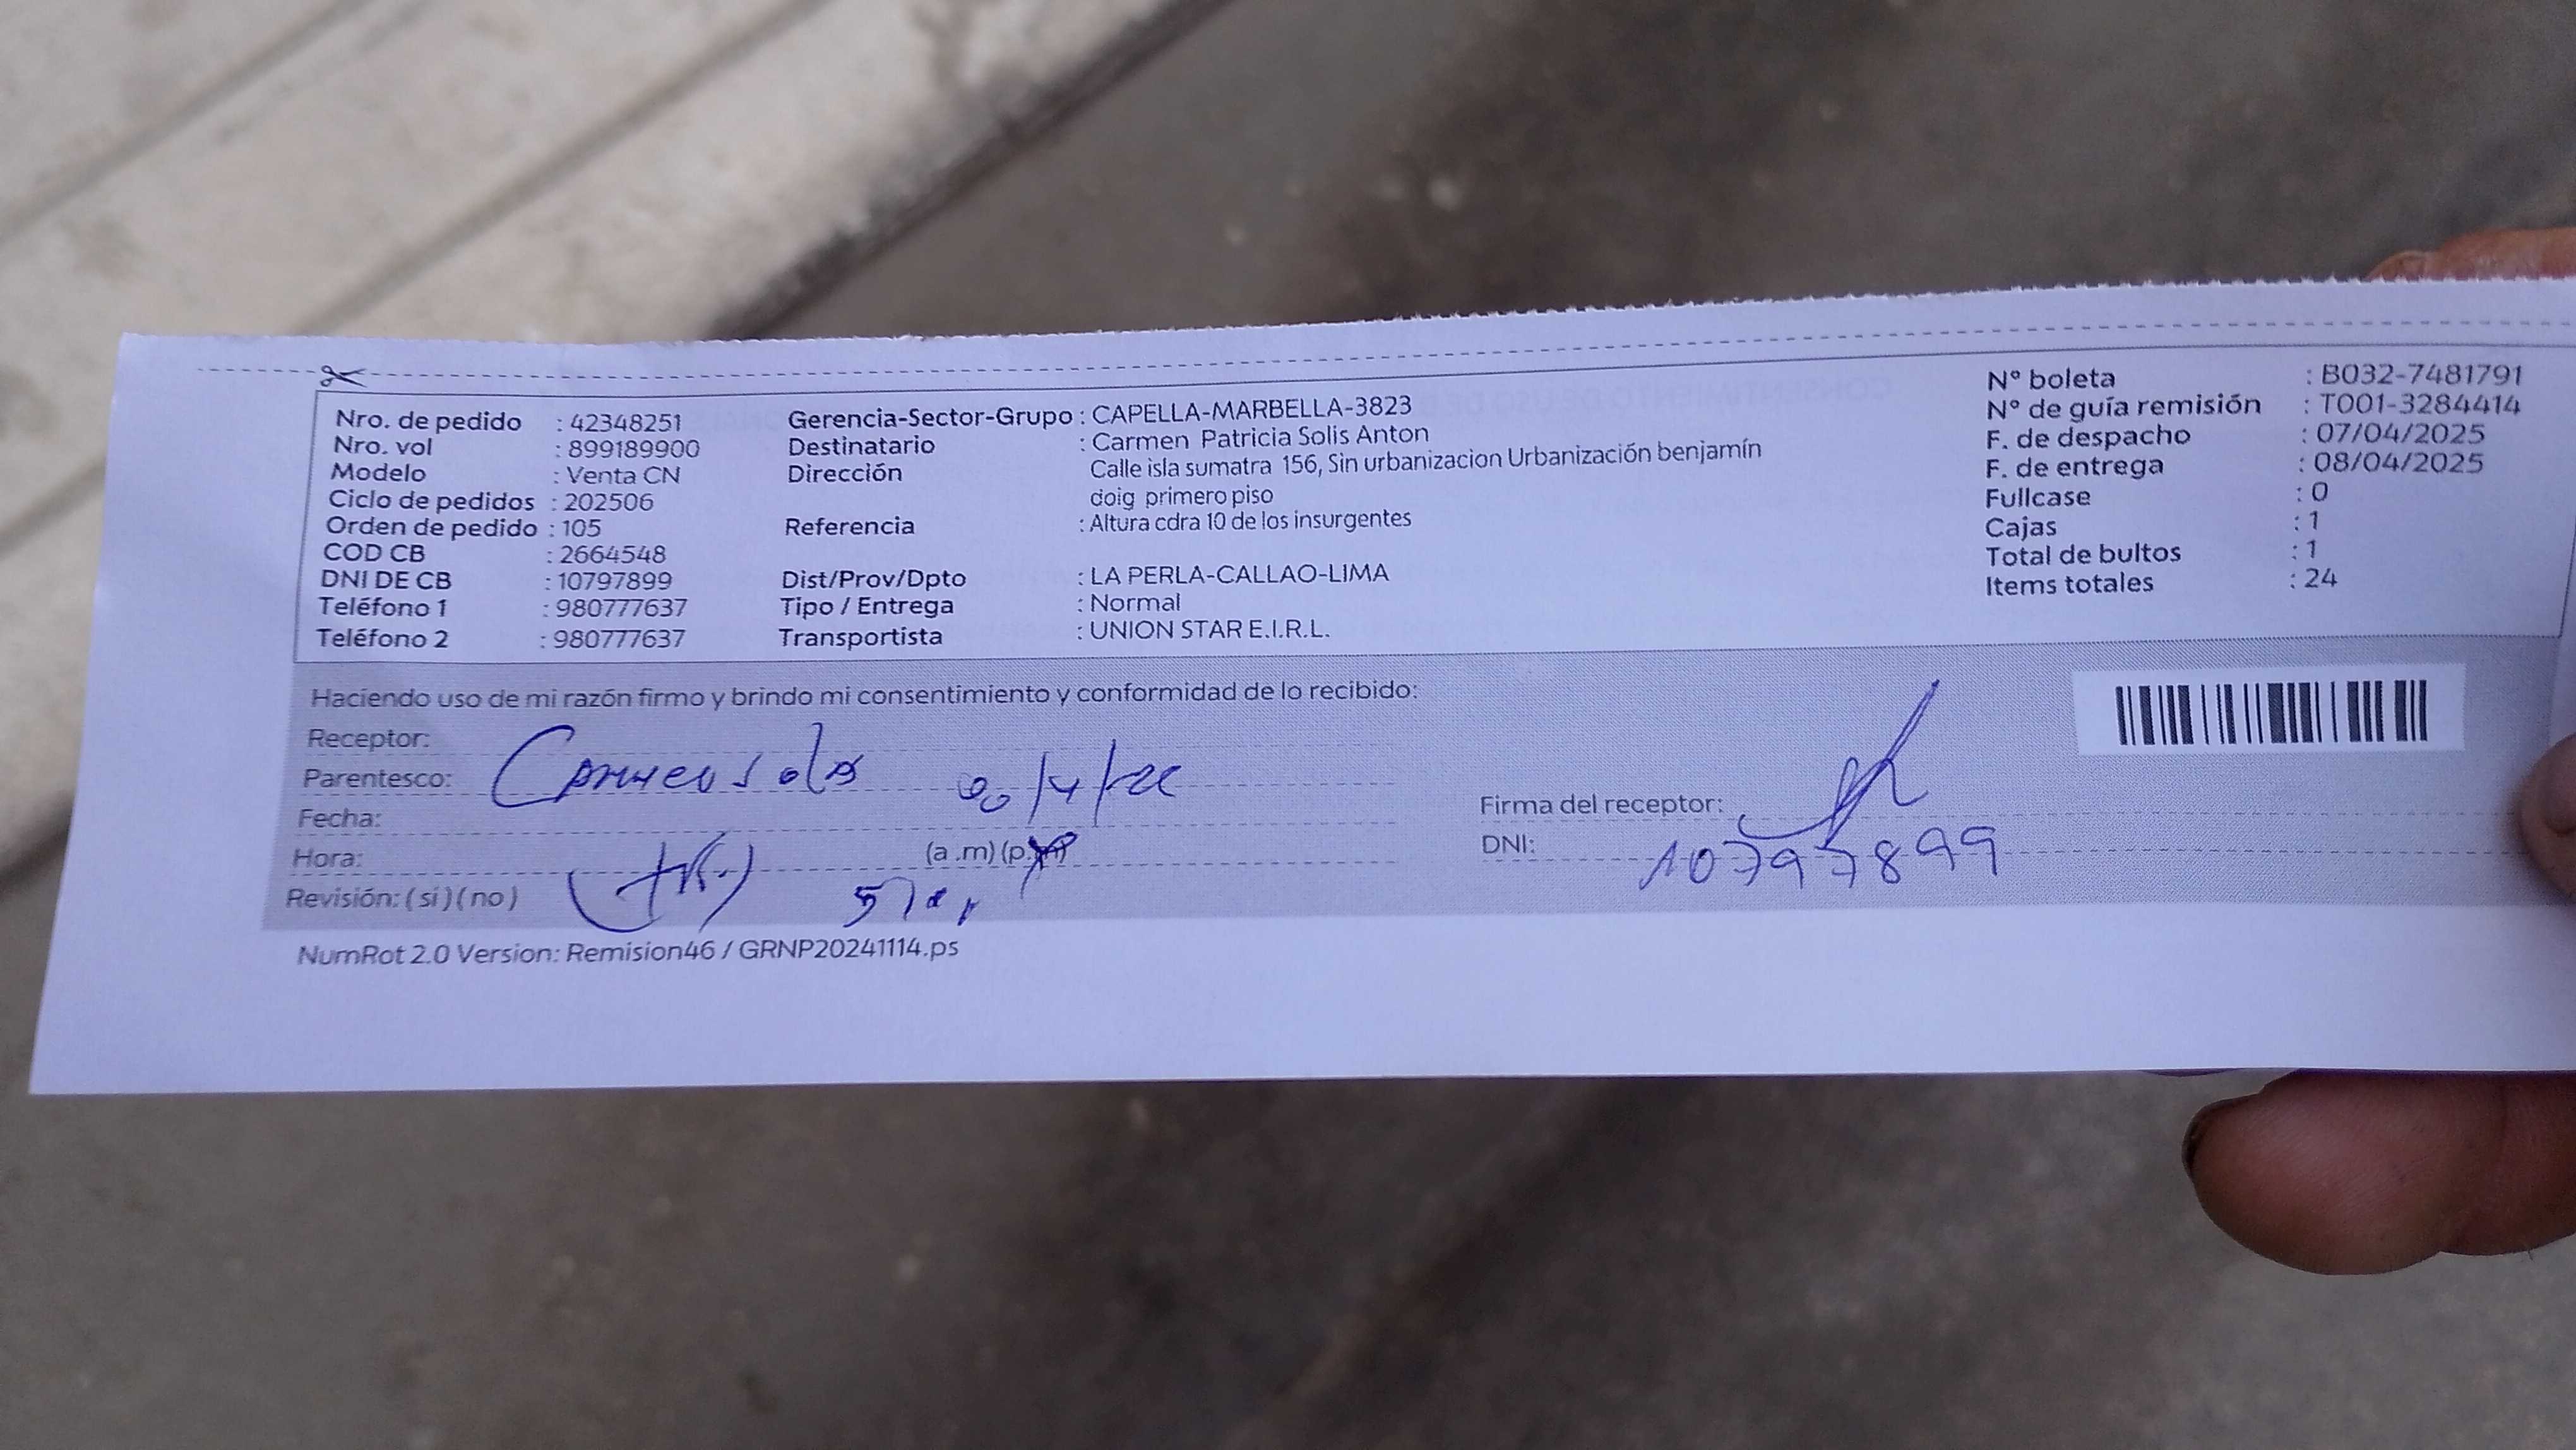 Nro. de pedido : 42348251
Nro. vol : 899189900
Modelo : Venta CN
Ciclo de pedidos : 202506
Orden de pedido : 105
COD CB : 2664548
DNI DE CB : 10797899
Teléfono 1 : 980777637
Teléfono 2 : 980777637
Gerencia-Sector-Grupo : CAPELLA-MARBELLA-3823
Destinatario : Carmen Patricia Solis Anton
Dirección Calle isla sumatra 156, Sin urbanizacion Urbanización benjamín
doig primero piso
Referencia : Altura cdra 10 de los insurgentes
Dist/Prov/Dpto : LA PERLA-CALLAO-LIMA
Tipo / Entrega : Normal
Transportista : UNION STAR E.I.R.L.
N° boleta : B032-7481791
N° de guía remisión : T001-3284414
F. de despacho : 07/04/2025
F. de entrega : 08/04/2025
Fullcase : 0
Cajas : 1
Total de bultos : 1
Items totales : 24
Haciendo uso de mi razón firmo y brindo mi consentimiento y conformidad de lo recibido:
Receptor:
Parentesco:
Fecha:
Hora: (a .m) (p.m)
Revisión: ( si ) ( no )
Firma del receptor:
DNI: 10797899
NumRot 2.0 Version: Remision46 / GRNP20241114.ps